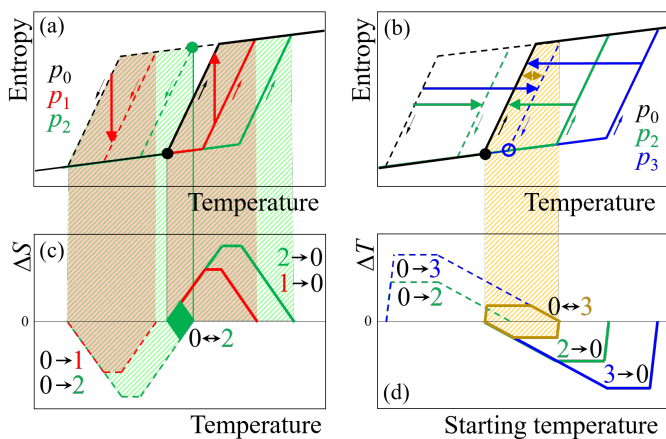 (a)
Entropy
p₀
p₁
p₂
Temperature
(b)
Entropy
p₀
p₂
p₃
Temperature
(c)
ΔS
0
2→0
1→0
0↔2
0→1
0→2
Temperature
ΔT
0
0→3
0→2
0↔3
2→0
3→0
(d)
Starting temperature